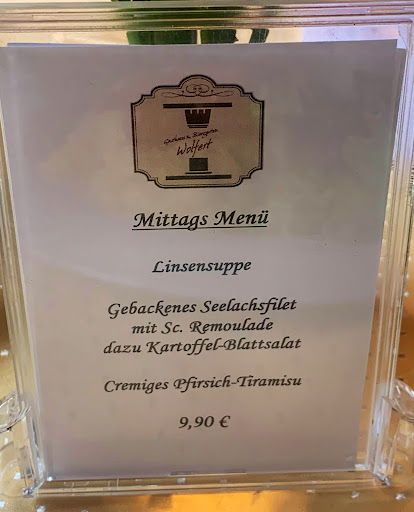 Wolfert
Mittags Menü
Linsensuppe
Gebackenes Seelachsfilet
mit Sc. Remoulade
dazu Kartoffel-Blattsalat
Cremiges Pfirsich-Tiramisu
9,90 €